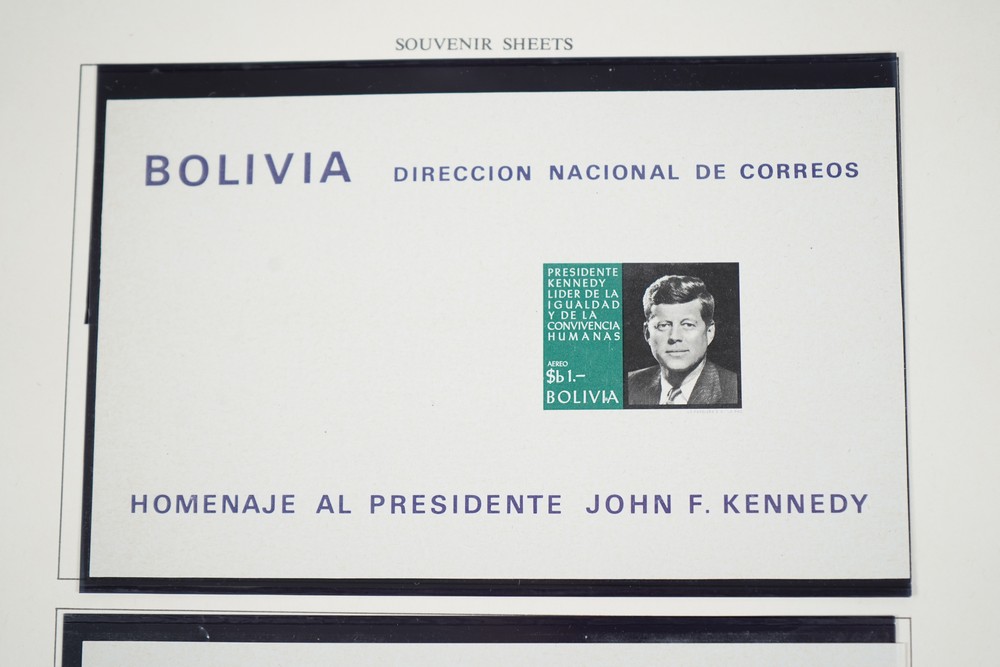 SOUVENIR SHEETS
BOLIVIA DIRECCION NACIONAL DE CORREOS
PRESIDENTE
KENNEDY
LIDER DE LA
IGUALDAD
Y DE LA
CONVIVENCIA
HUMANAS
AEREO
$b 1.–
BOLIVIA
HOMENAJE AL PRESIDENTE JOHN F. KENNEDY